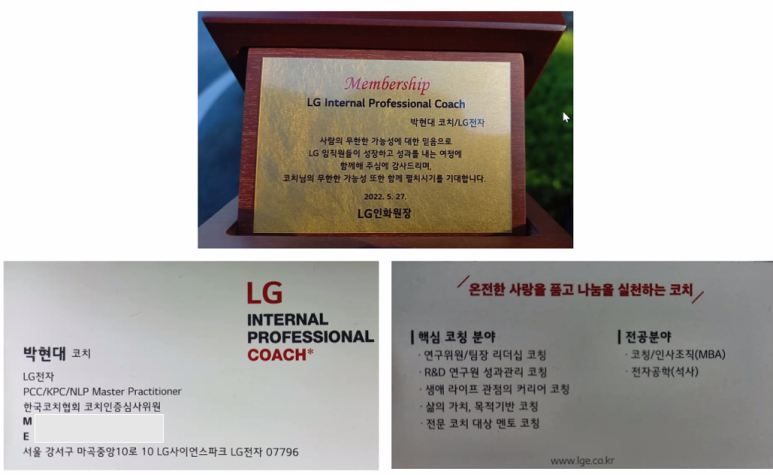 Membership
LG Internal Professional Coach
박현대 코치/LG전자
사람의 무한한 가능성에 대한 믿음으로
LG 임직원들이 성장하고 성과를 내는 여정에
함께해 주심에 감사드리며,
코치님의 무한한 가능성 또한 함께 펼치시기를 기대합니다.
2022. 5. 27.
LG인화원장
LG
INTERNAL
PROFESSIONAL
COACH*
박현대 코치
LG전자
PCC/KPC/NLP Master Practitioner
한국코치협회 코치인증심사위원
M
E
서울 강서구 마곡중앙10로 10 LG사이언스파크 LG전자 07796
온전한 사랑을 품고 나눔을 실천하는 코치
핵심 코칭 분야
· 연구위원/팀장 리더십 코칭
· R&D 연구원 성과관리 코칭
· 생애 라이프 관점의 커리어 코칭
· 삶의 가치, 목적기반 코칭
· 전문 코치 대상 멘토 코칭
전공분야
· 코칭/인사조직(MBA)
· 전자공학(석사)
www.lge.co.kr